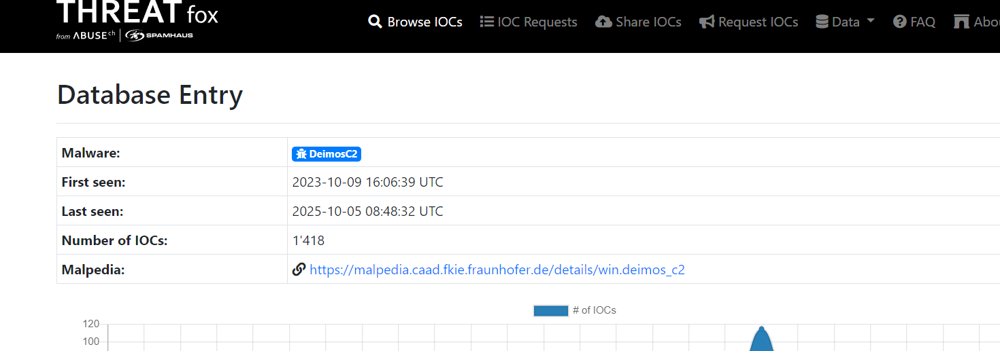 THREAT fox
from ABUSE ch | SPAMHAUS
Browse IOCs IOC Requests Share IOCs Request IOCs Data FAQ Abo
Database Entry
Malware: DeimosC2
First seen: 2023-10-09 16:06:39 UTC
Last seen: 2025-10-05 08:48:32 UTC
Number of IOCs: 1'418
Malpedia: https://malpedia.caad.fkie.fraunhofer.de/details/win.deimos_c2
# of IOCs
120
100